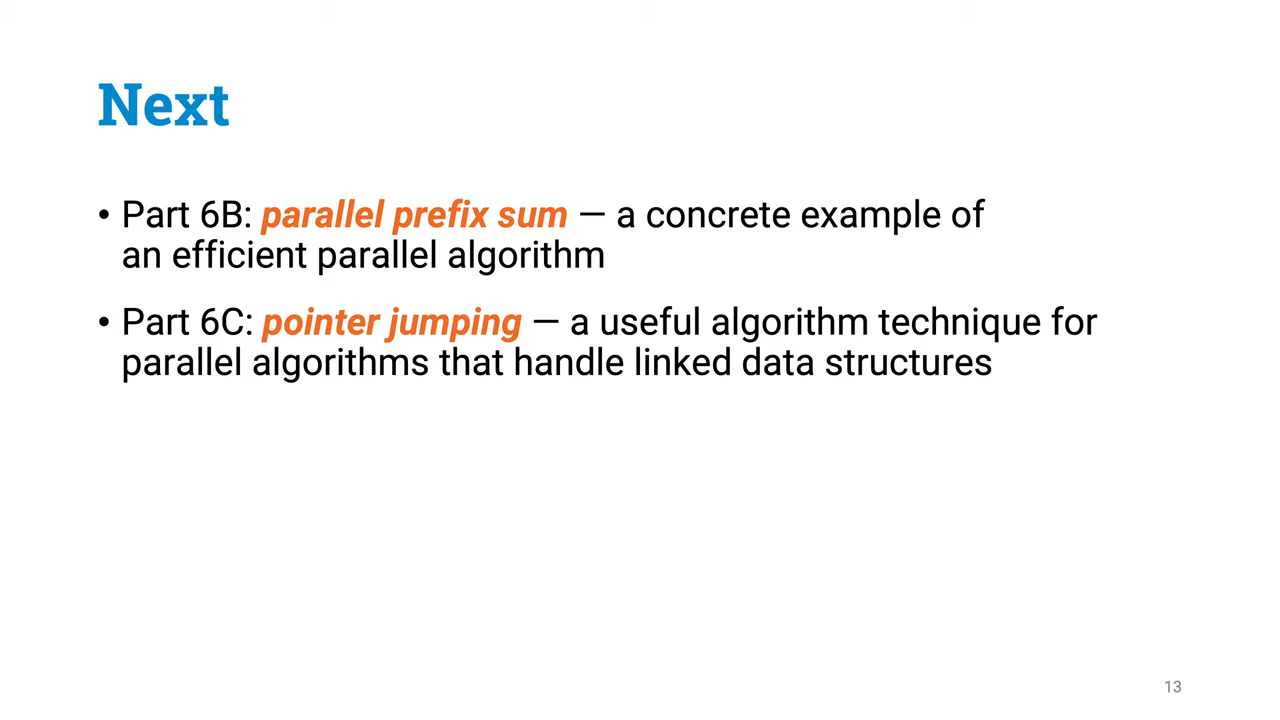 Next
• Part 6B: parallel prefix sum — a concrete example of
an efficient parallel algorithm
• Part 6C: pointer jumping — a useful algorithm technique for
parallel algorithms that handle linked data structures
13